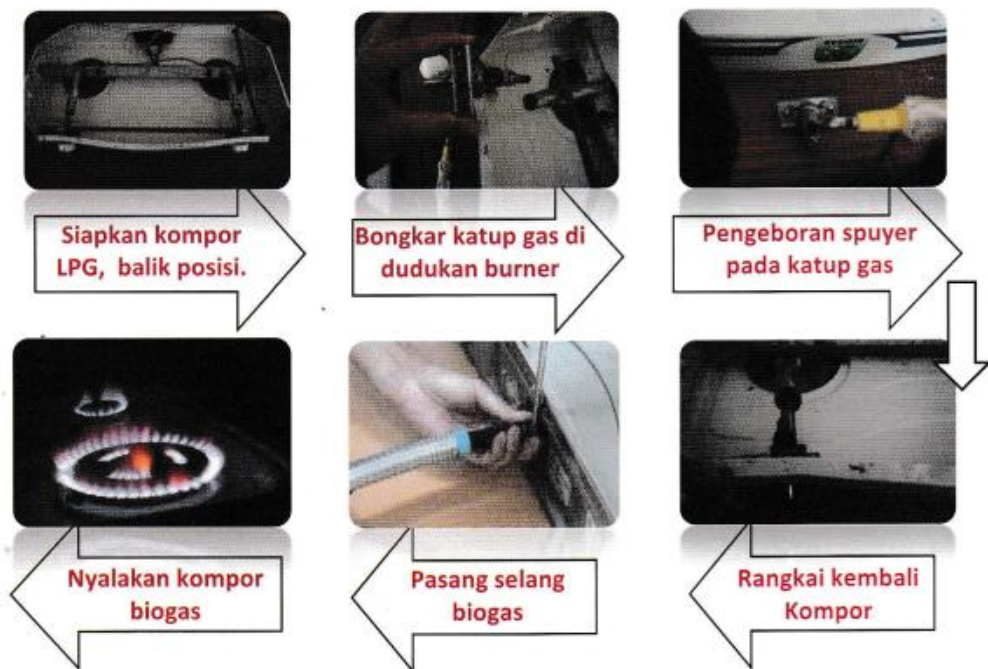 Siapkan kompor
LPG, balik posisi.
Bongkar katup gas di
dudukan burner
Pengeboran spuyer
pada katup gas
Rangkai kembali
Kompor
Pasang selang
biogas
Nyalakan kompor
biogas